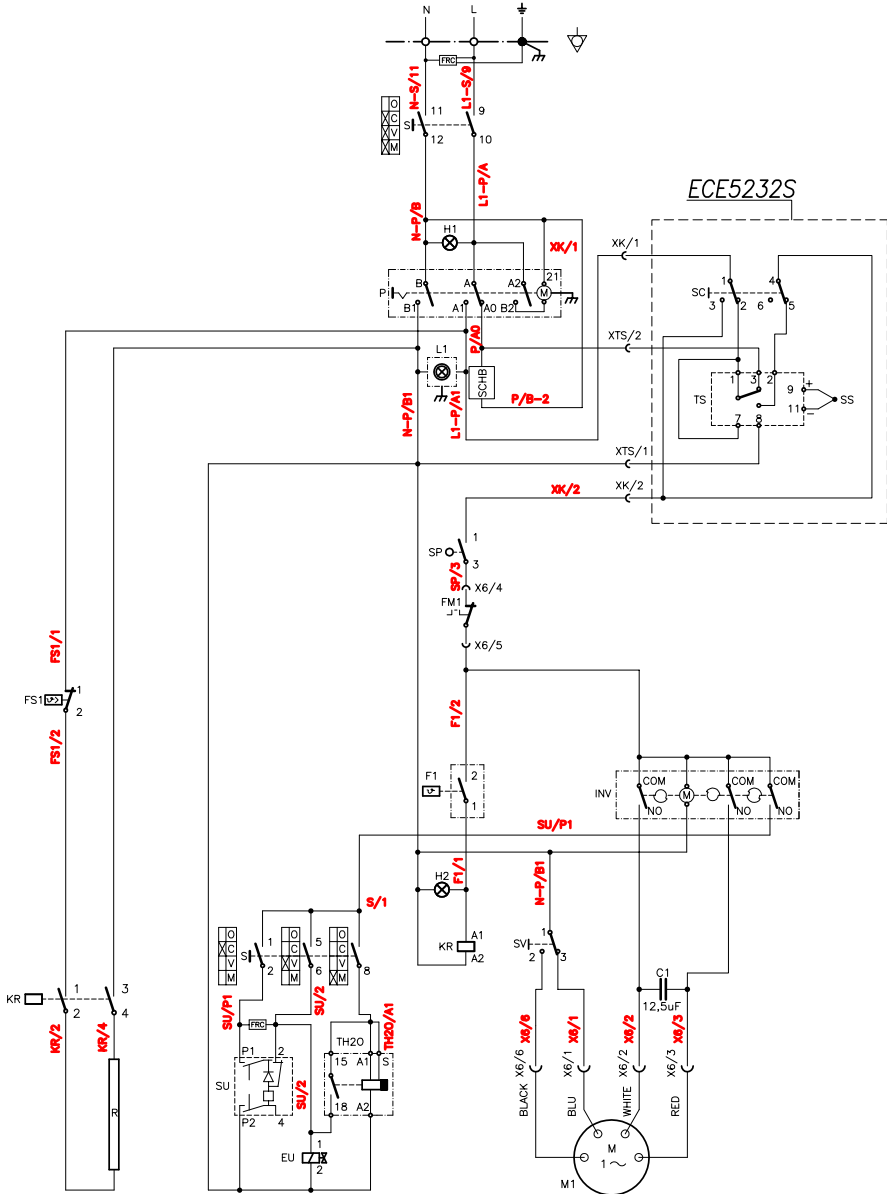 N L
FRC
N-S/11
L1-S/9
O
C
V
M
S
11 9
12 10
N-P/B
L1-P/A
ECE5232S
H1
XK/1
XK/1
P
B A A2 21
M
B1 A1 A0 B2
SC
1 4
3 2 6 5
P/A0
XTS/2
L1
SCHB
P/B-2
N-P/B1
L1-P/A1
TS
1 3 2
9 +
11 -
SS
7 8
XTS/1
XK/2
XK/2
SP
1
3
SP/3
X6/4
FM1
X6/5
FS1/1
FS1
1
2
FS1/2
F1/2
F1
2
1
INV
COM
NO
M
COM
NO
COM
NO
SU/P1
F1/1
H2
N-P/B1
S/1
O
C
V
M
S
1
2
O
C
V
M
5
6
O
C
V
M
8
KR
A1
A2
SV
1
2 3
C1
12,5uF
KR
1 3
2 4
KR/2
KR/4
SU/P1
SU/2
TH20/A1
FRC
X6/6
X6/1
X6/2
X6/3
TH20
15 A1 S
18 A2
SU
P1 2
P2 4
SU/2
X6/6
X6/1
X6/2
X6/3
BLACK
BLU
WHITE
RED
R
EU
1
2
M
1~
M1